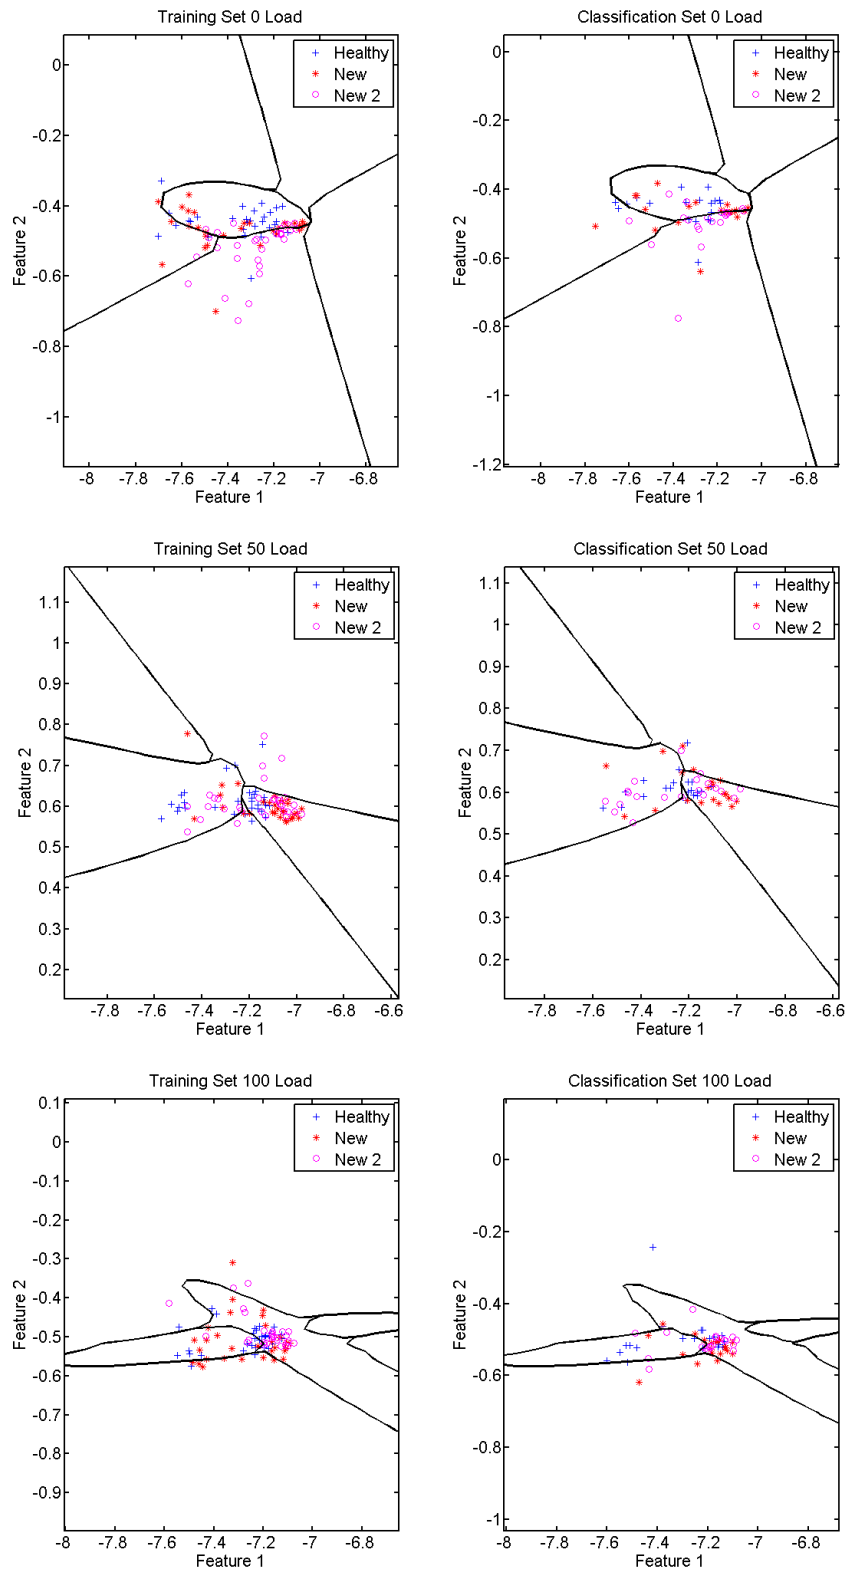 Training Set 0 Load
Classification Set 0 Load
Healthy
New
New 2
Healthy
New
New 2
0
-0.2
-0.4
-0.6
-0.8
-1
0
-0.2
-0.4
-0.6
-0.8
-1
-1.2
Feature 2
Feature 2
-8 -7.8 -7.6 -7.4 -7.2 -7 -6.8
-8 -7.8 -7.6 -7.4 -7.2 -7 -6.8
Feature 1
Feature 1
Training Set 50 Load
Classification Set 50 Load
Healthy
New
New 2
Healthy
New
New 2
1.1
1
0.9
0.8
0.7
0.6
0.5
0.4
0.3
0.2
1.1
1
0.9
0.8
0.7
0.6
0.5
0.4
0.3
0.2
Feature 2
Feature 2
-7.8 -7.6 -7.4 -7.2 -7 -6.8 -6.6
-7.8 -7.6 -7.4 -7.2 -7 -6.8 -6.6
Feature 1
Feature 1
Training Set 100 Load
Classification Set 100 Load
Healthy
New
New 2
Healthy
New
New 2
0.1
0
-0.1
-0.2
-0.3
-0.4
-0.5
-0.6
-0.7
-0.8
-0.9
0
-0.2
-0.4
-0.6
-0.8
-1
Feature 2
Feature 2
-8 -7.8 -7.6 -7.4 -7.2 -7 -6.8
-8 -7.8 -7.6 -7.4 -7.2 -7 -6.8
Feature 1
Feature 1